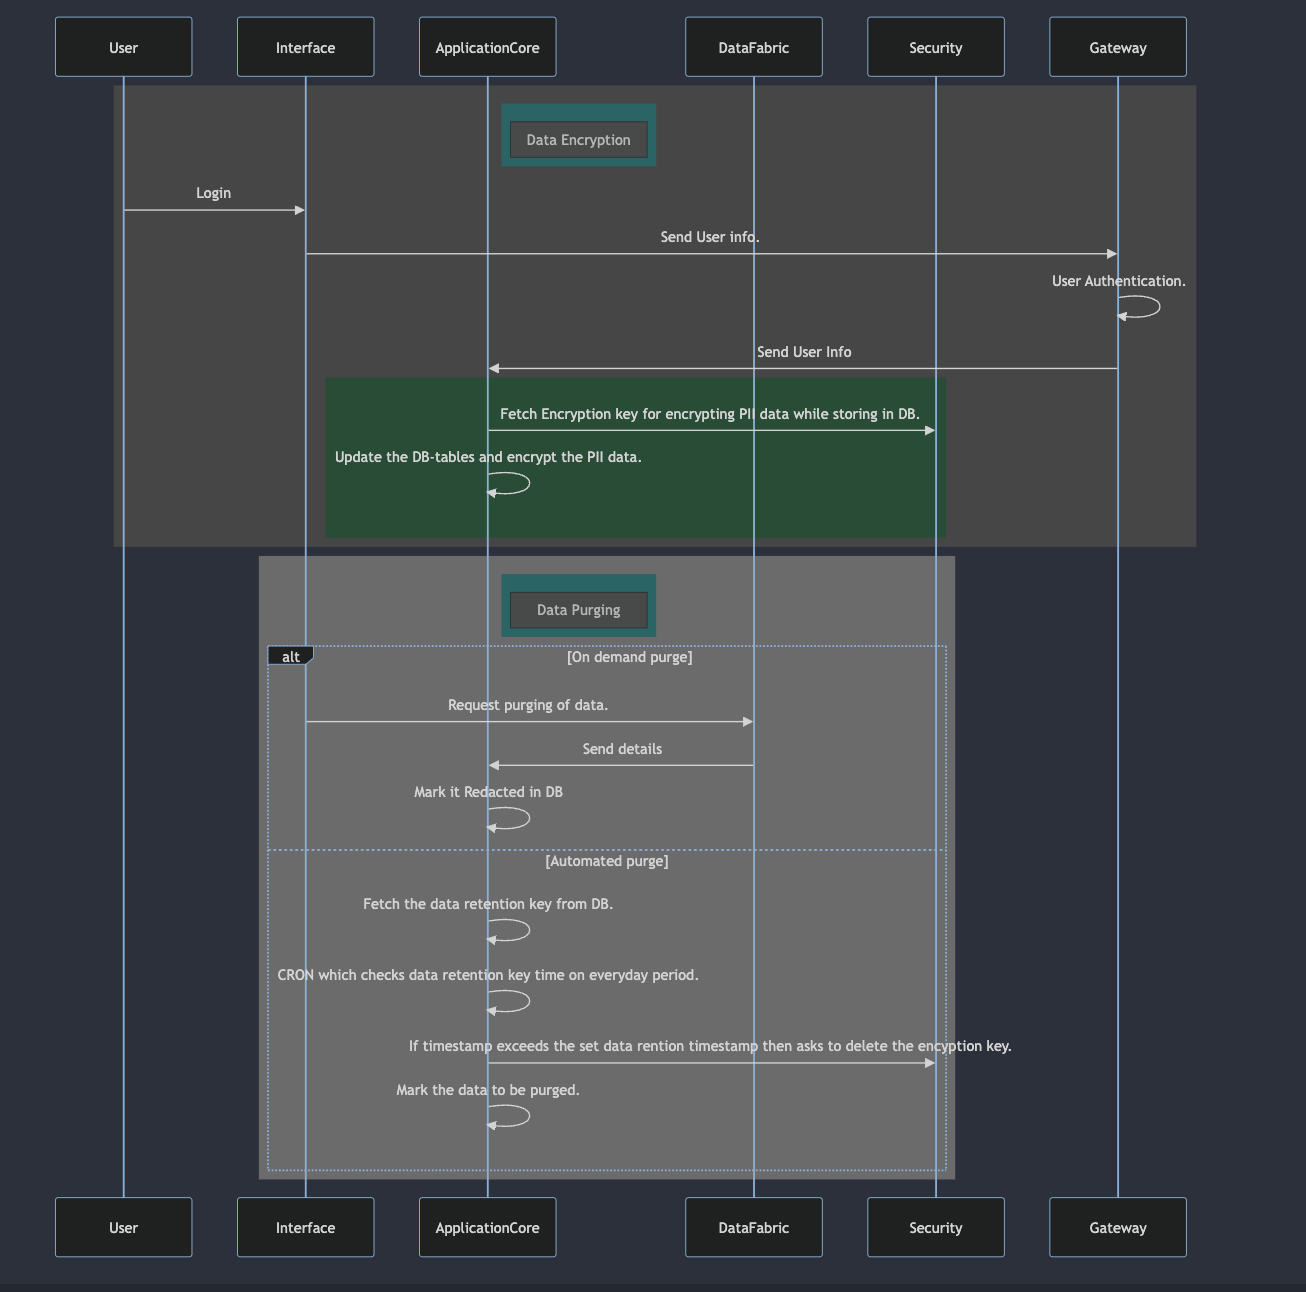 User
Interface
ApplicationCore
DataFabric
Security
Gateway
Data Encryption
Login
Send User info.
User Authentication.
Send User Info
Fetch Encryption key for encrypting PII data while storing in DB.
Update the DB-tables and encrypt the PII data.
Data Purging
alt
[On demand purge]
Request purging of data.
Send details
Mark it Redacted in DB
[Automated purge]
Fetch the data retention key from DB.
CRON which checks data retention key time on everyday period.
If timestamp exceeds the set data rention timestamp then asks to delete the encyption key.
Mark the data to be purged.
User
Interface
ApplicationCore
DataFabric
Security
Gateway